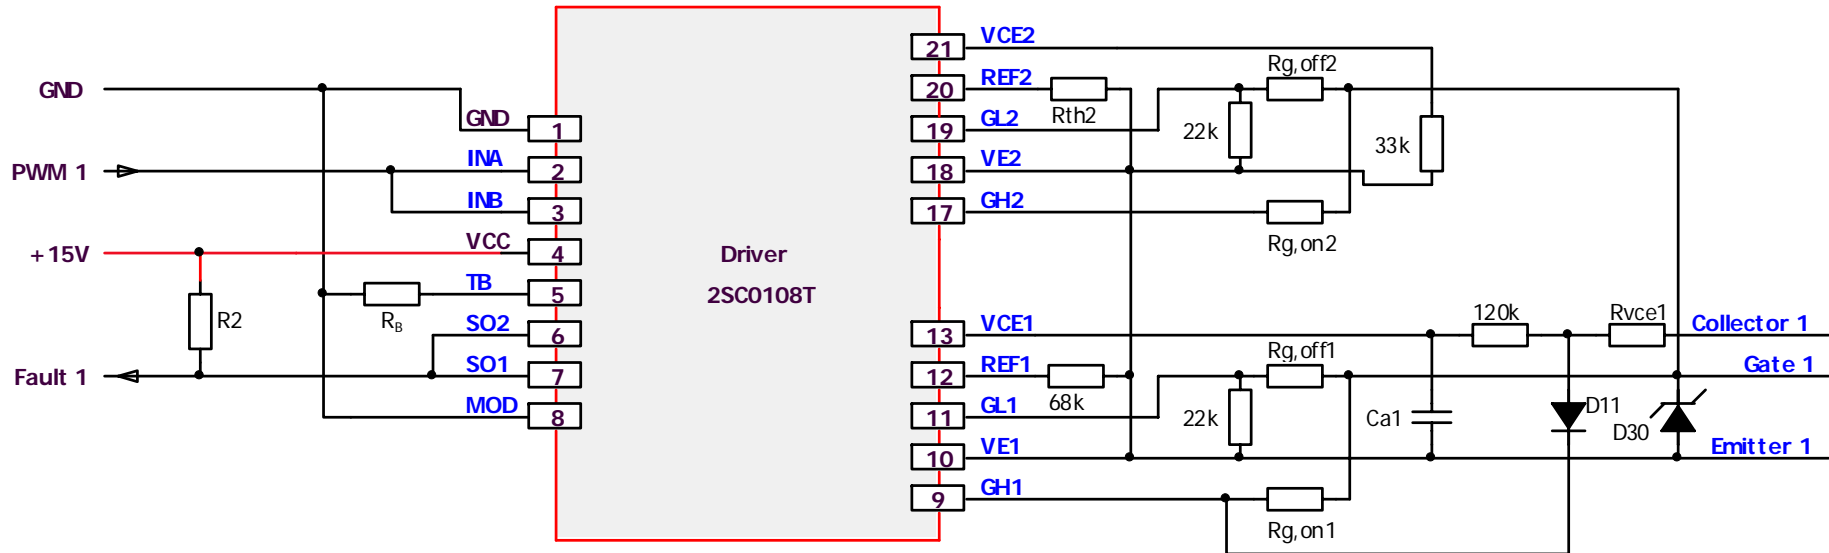 GND
PWM 1
+15V
Fault 1
R2
R_B
GND
INA
INB
VCC
TB
SO2
SO1
MOD
1
2
3
4
5
6
7
8
Driver
2SC0108T
21
20
19
18
17
13
12
11
10
9
VCE2
REF2
GL2
VE2
GH2
Rth2
22k
Rg,off2
Rg,on2
33k
VCE1
REF1
GL1
VE1
GH1
68k
22k
Rg,off1
Rg,on1
Ca1
120k
Rvce1
D11
D30
Collector 1
Gate 1
Emitter 1